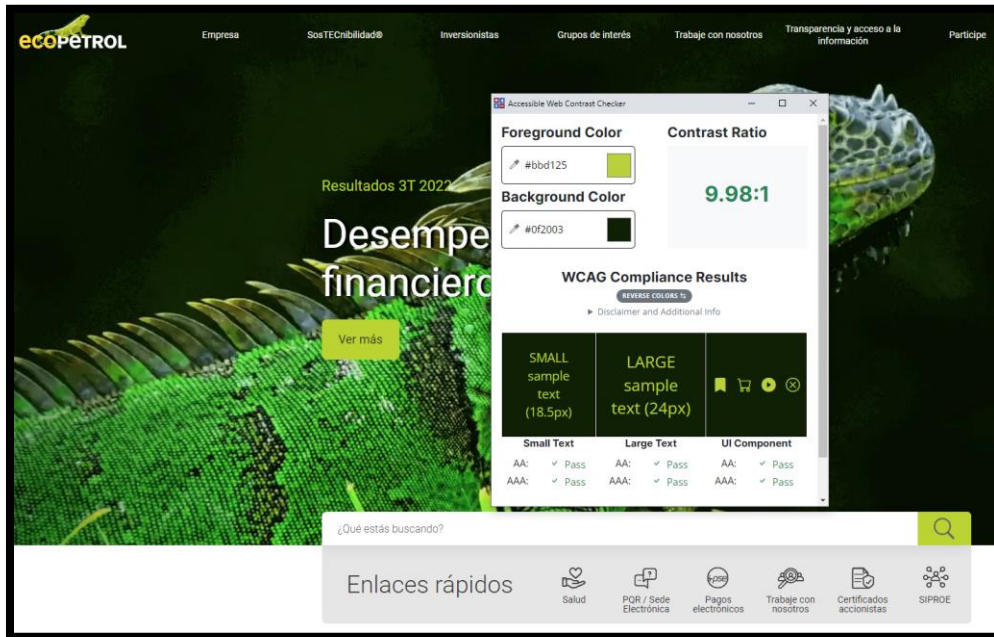 ecopetrol
Empresa
SosTECnibilidad®
Inversionistas
Grupos de interés
Trabaje con nosotros
Transparencia y acceso a la
información
Participe
Resultados 3T 2022
Desempe
financiero
Ver más
Accessible Web Contrast Checker
Foreground Color
Contrast Ratio
#bbd125
9.98:1
Background Color
#0f2003
WCAG Compliance Results
REVERSE COLORS
▶ Disclaimer and Additional Info
SMALL
sample
text
(18.5px)
LARGE
sample
text (24px)
Small Text
Large Text
UI Component
AA: ✓ Pass
AA: ✓ Pass
AA: ✓ Pass
AAA: ✓ Pass
AAA: ✓ Pass
AAA: ✓ Pass
¿Qué estás buscando?
Enlaces rápidos
Salud
PQR / Sede
Electrónica
pse
Pagos
electrónicos
Trabaje con
nosotros
Certificados
accionistas
SIPROE